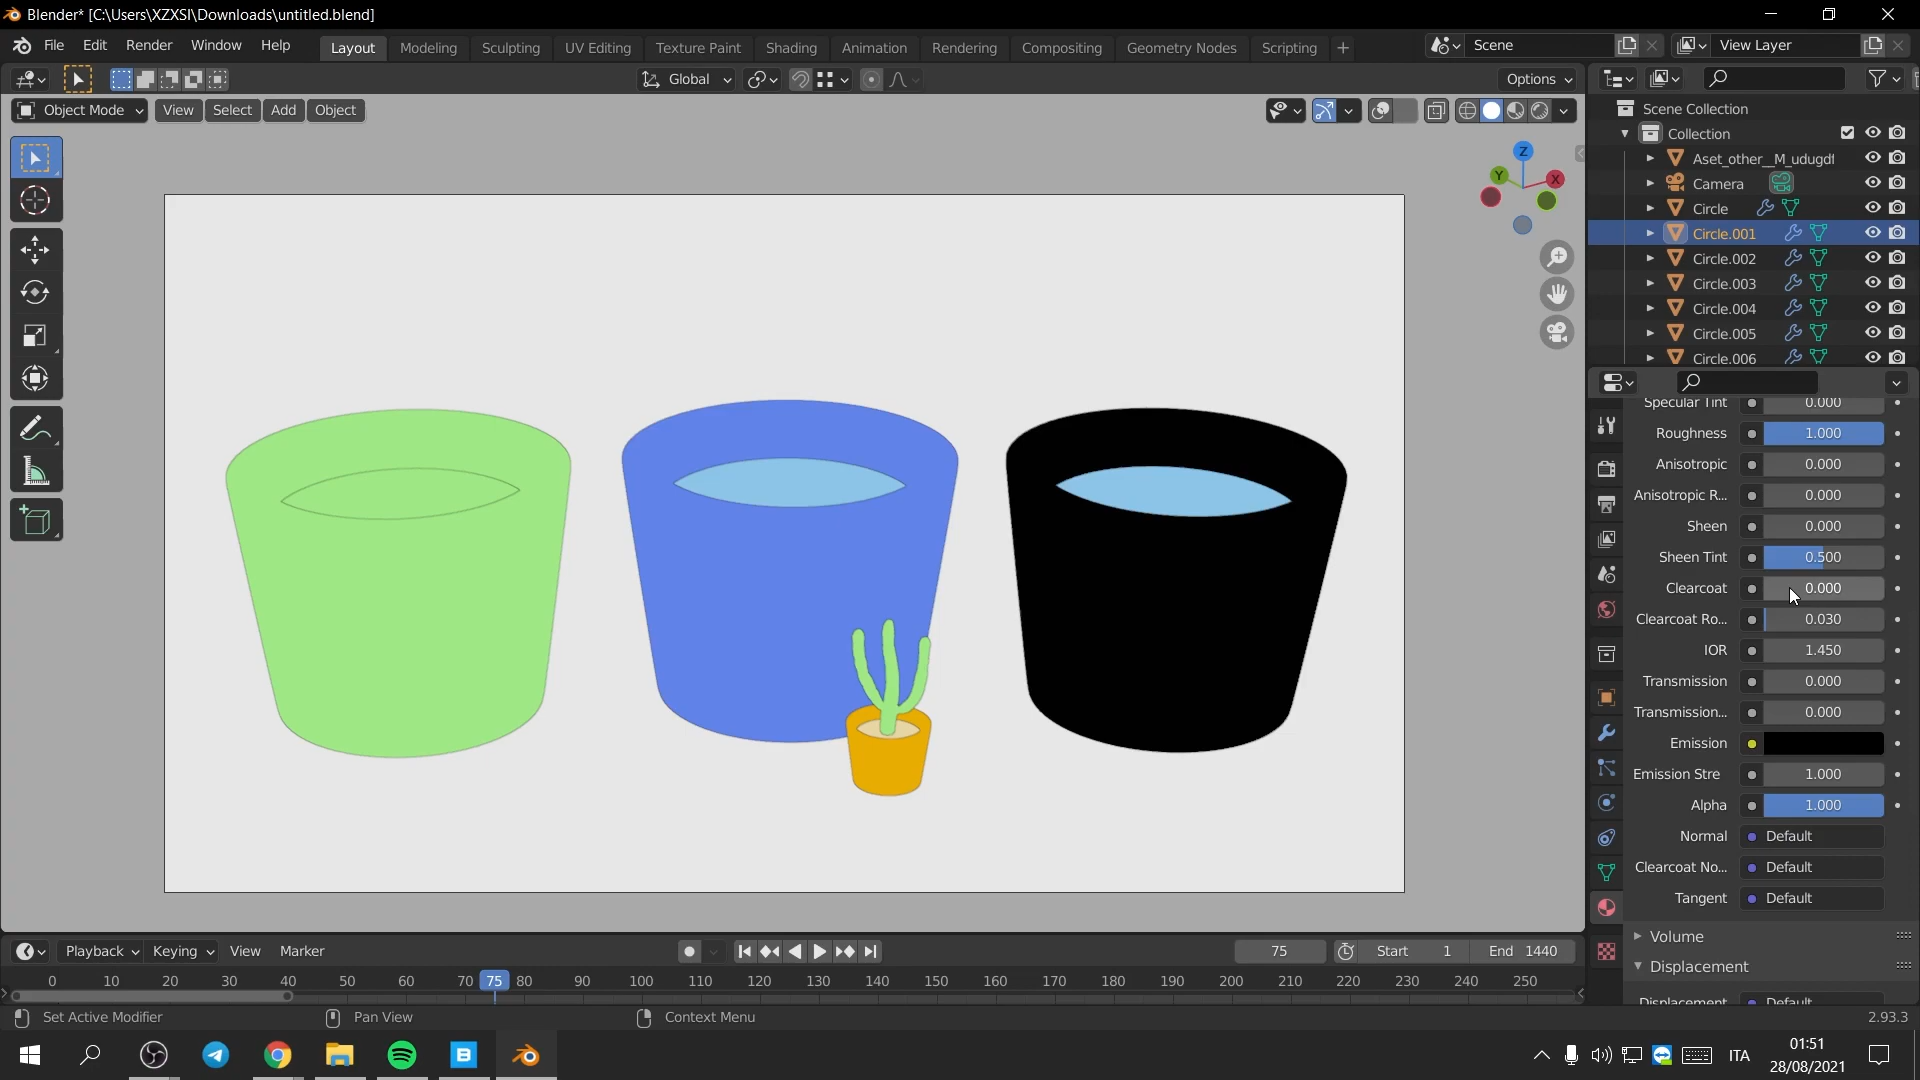 Blender* [C:\Users\XZXSI\Downloads\untitled.blend]
File Edit Render Window Help Layout Modeling Sculpting UV Editing Texture Paint Shading Animation Rendering Compositing Geometry Nodes Scripting + Scene View Layer
Global Options
Object Mode View Select Add Object
Z
Y
X
Scene Collection
Collection
Camera
Circle
Circle.001
Circle.002
Circle.003
Circle.004
Circle.005
Circle.006
Specular Tint 0.000
Roughness 1.000
Anisotropic 0.000
Anisotropic R... 0.000
Sheen 0.000
Sheen Tint 0.500
Clearcoat 0.000
Clearcoat Ro... 0.030
IOR 1.450
Transmission 0.000
Transmission... 0.000
Emission
Emission Stre 1.000
Alpha 1.000
Normal Default
Clearcoat No... Default
Tangent Default
Volume
Displacement
Displacement Default
Playback Keying View Marker 75 Start 1 End 1440
0 10 20 30 40 50 60 70 75 80 90 100 110 120 130 140 150 160 170 180 190 200 210 220 230 240 250
Set Active Modifier Pan View Context Menu 2.93.3
ITA
01:51
28/08/2021